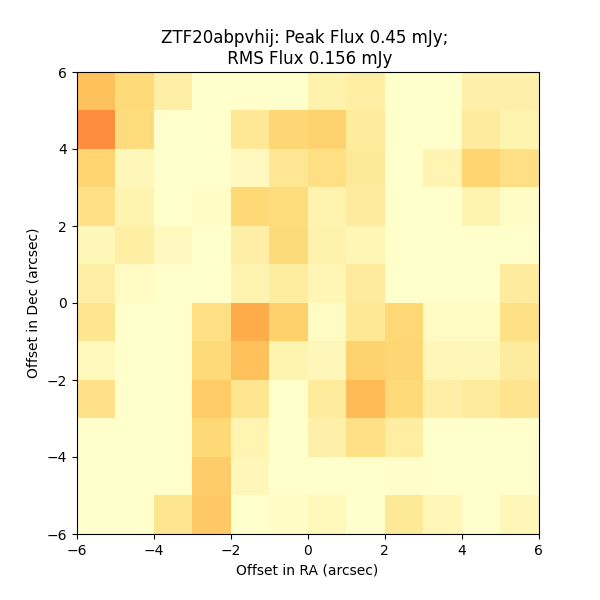 ZTF20abpvhij: Peak Flux 0.45 mJy;
RMS Flux 0.156 mJy
6
4
2
0
−2
−4
−6
Offset in Dec (arcsec)
−6 −4 −2 0 2 4 6
Offset in RA (arcsec)